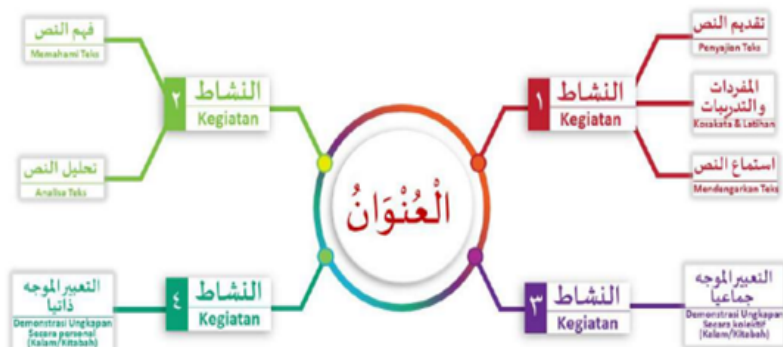 الْعُنْوَانُ
النشاط ١
Kegiatan
تقديم النص
Penyajian Teks
المفردات
والتدريبات
Kosakata & Latihan
استماع النص
Mendengarkan Teks
النشاط ٢
Kegiatan
فهم النص
Memahami Teks
تحليل النص
Analisa Teks
النشاط ٣
Kegiatan
التعبير الموجه
جماعيا
Demonstrasi Ungkapan
Secara kolektif
(Kalam/Kitabah)
النشاط ٤
Kegiatan
التعبير الموجه
ذاتيا
Demonstrasi Ungkapan
Secara personal
(Kalam/Kitabah)